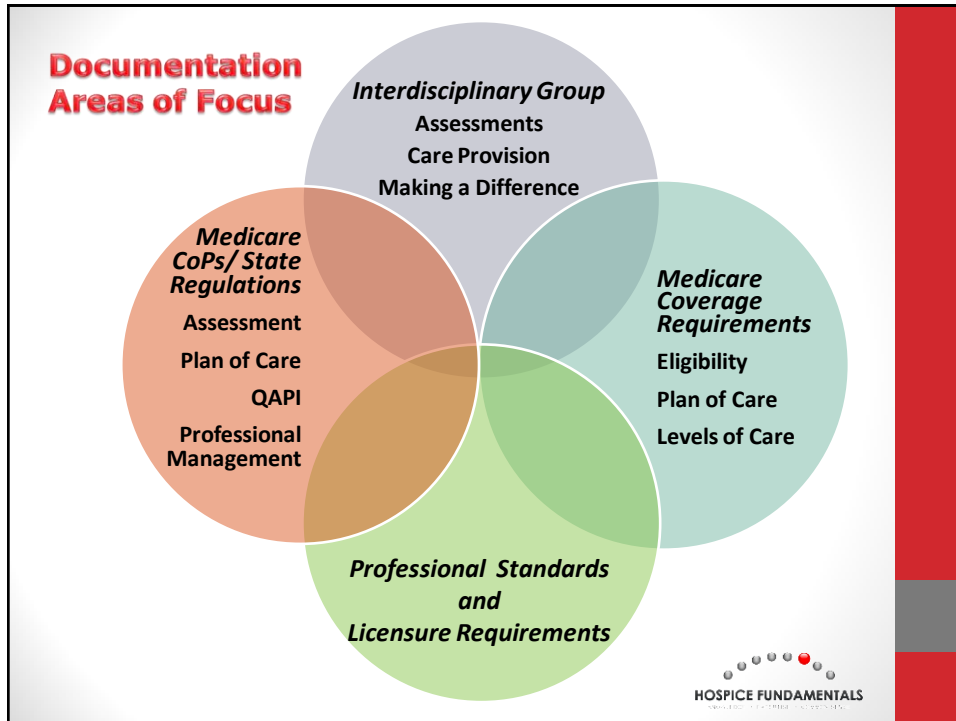 Documentation
Areas of Focus
Interdisciplinary Group
Assessments
Care Provision
Making a Difference
Medicare
CoPs/ State
Regulations
Assessment
Plan of Care
QAPI
Professional
Management
Medicare
Coverage
Requirements
Eligibility
Plan of Care
Levels of Care
Professional Standards
and
Licensure Requirements
HOSPICE FUNDAMENTALS